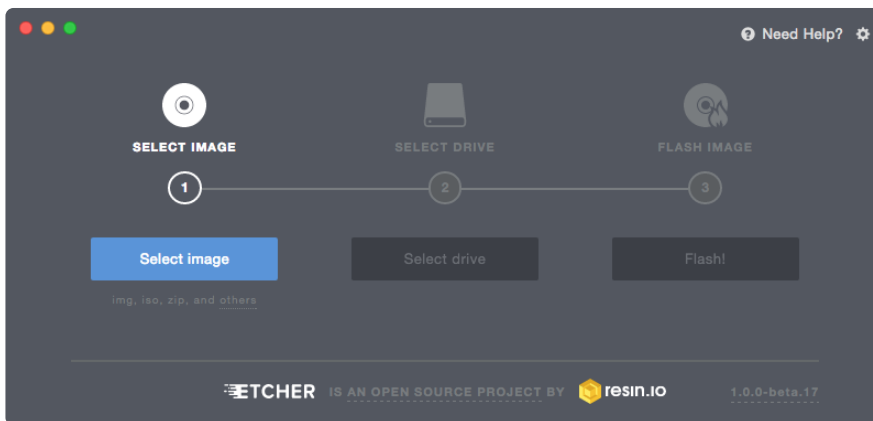 Need Help?
SELECT IMAGE
SELECT DRIVE
FLASH IMAGE
1
2
3
Select image
Select drive
Flash!
img, iso, zip, and others
ETCHER IS AN OPEN SOURCE PROJECT BY resin.io 1.0.0-beta.17